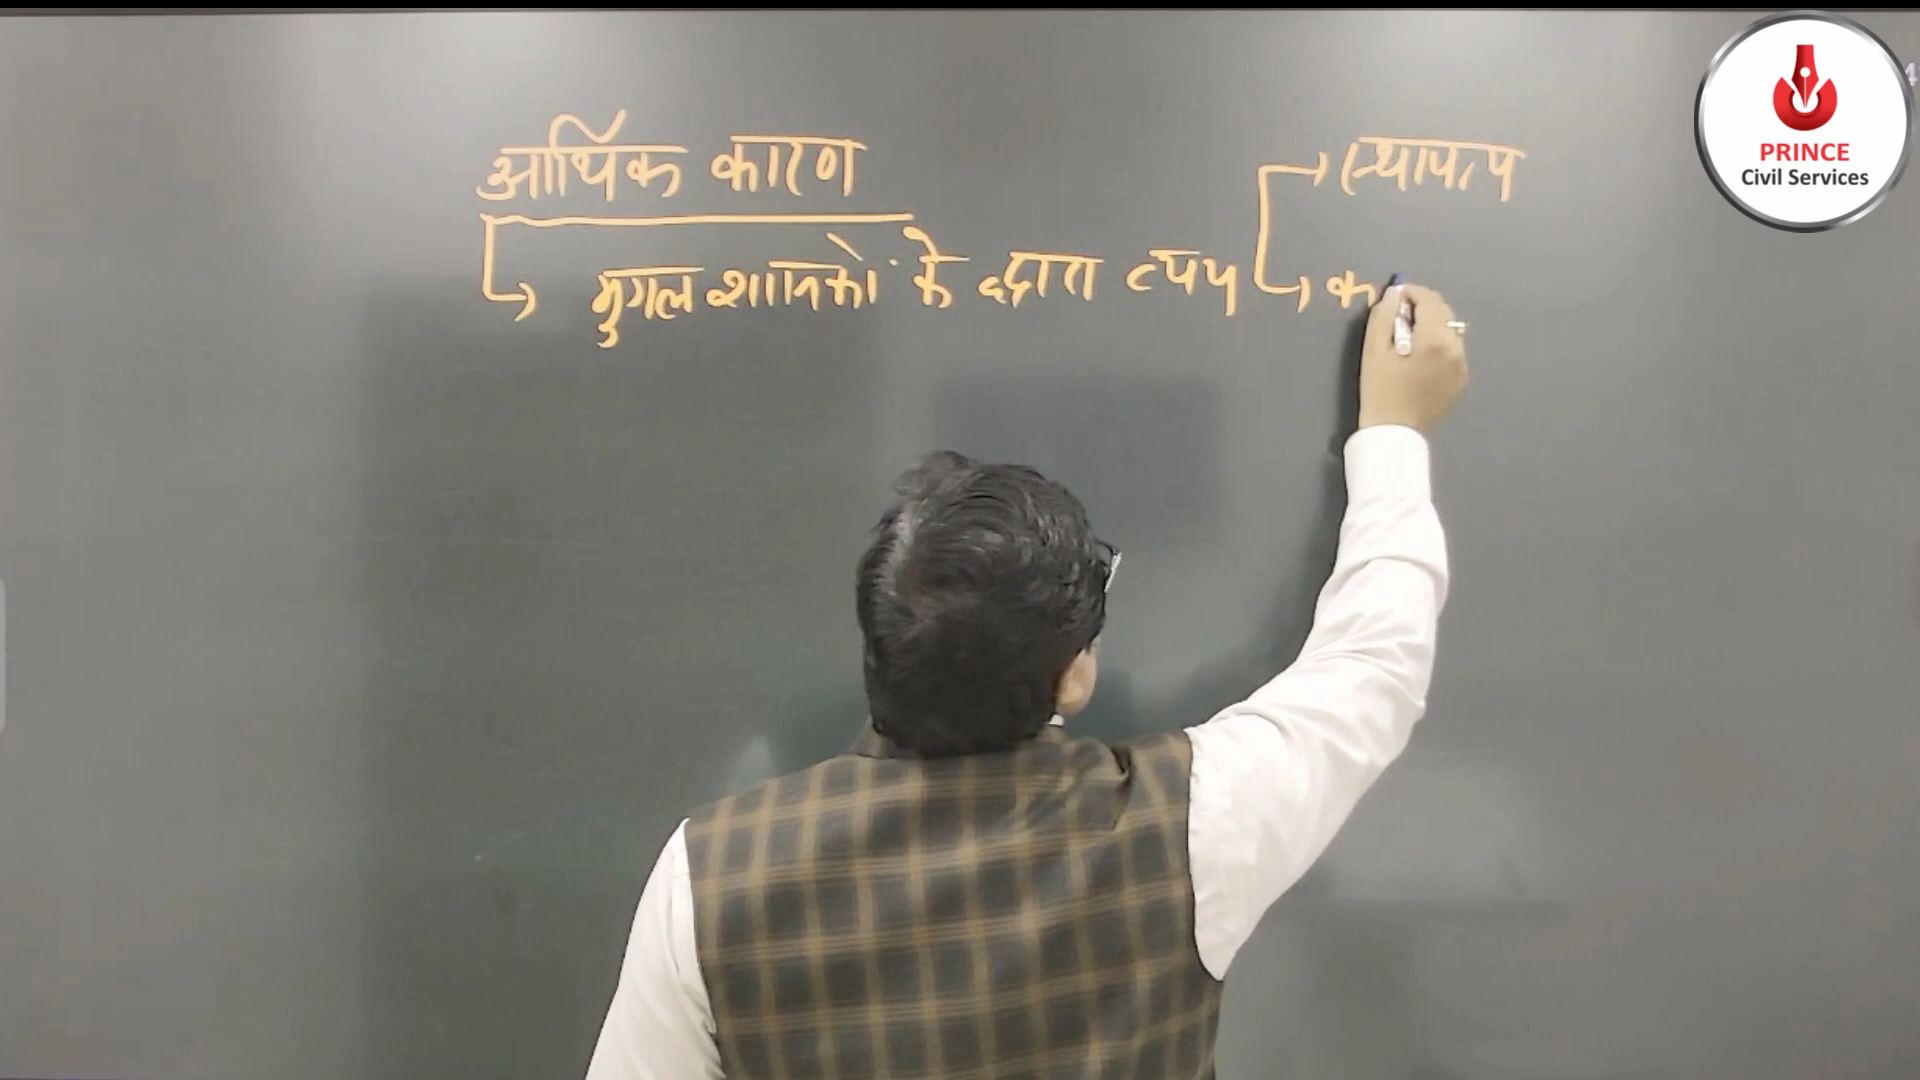 आर्थिक कारण
मुगल शासकों के द्वारा व्यय
स्थापत्य
PRINCE
Civil Services